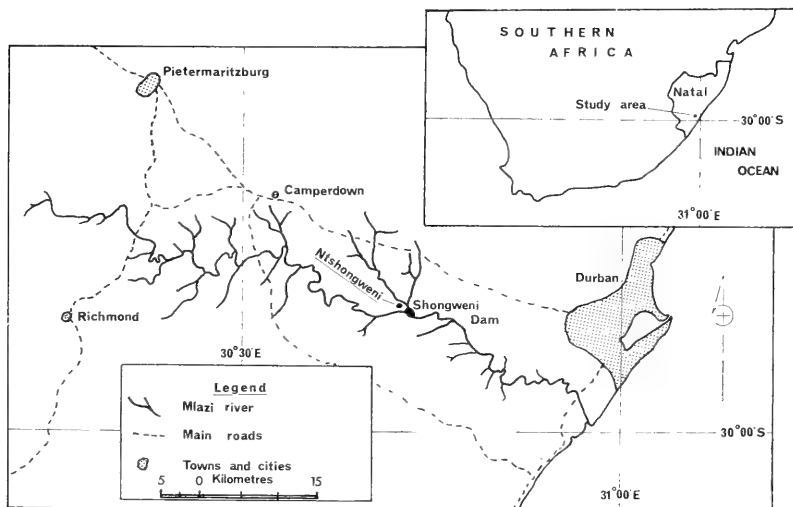 SOUTHERN
AFRICA
Natal
Study area
30°00'S
INDIAN
OCEAN
31°00'E
Pietermaritzburg
Camperdown
Ntshongweni
Shongweni
Dam
Durban
Richmond
30°30'E
Legend
Mlazi river
Main roads
Towns and cities
5 0 Kilometres 15
30°00'S
31°00'E